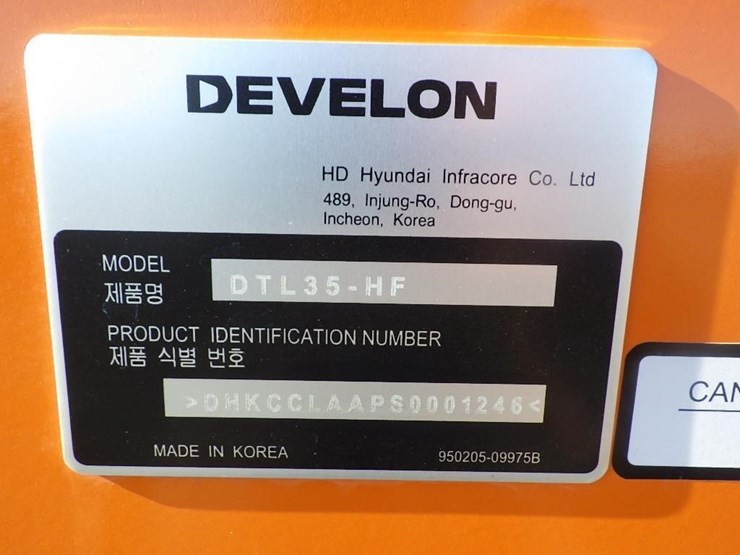 DEVELON
HD Hyundai Infracore Co. Ltd
489, Injung-Ro, Dong-gu,
Incheon, Korea
MODEL
제품명
DTL35-HF
PRODUCT IDENTIFICATION NUMBER
제품 식별 번호
>DHKCCLAAPS0001246<
MADE IN KOREA
950205-09975B